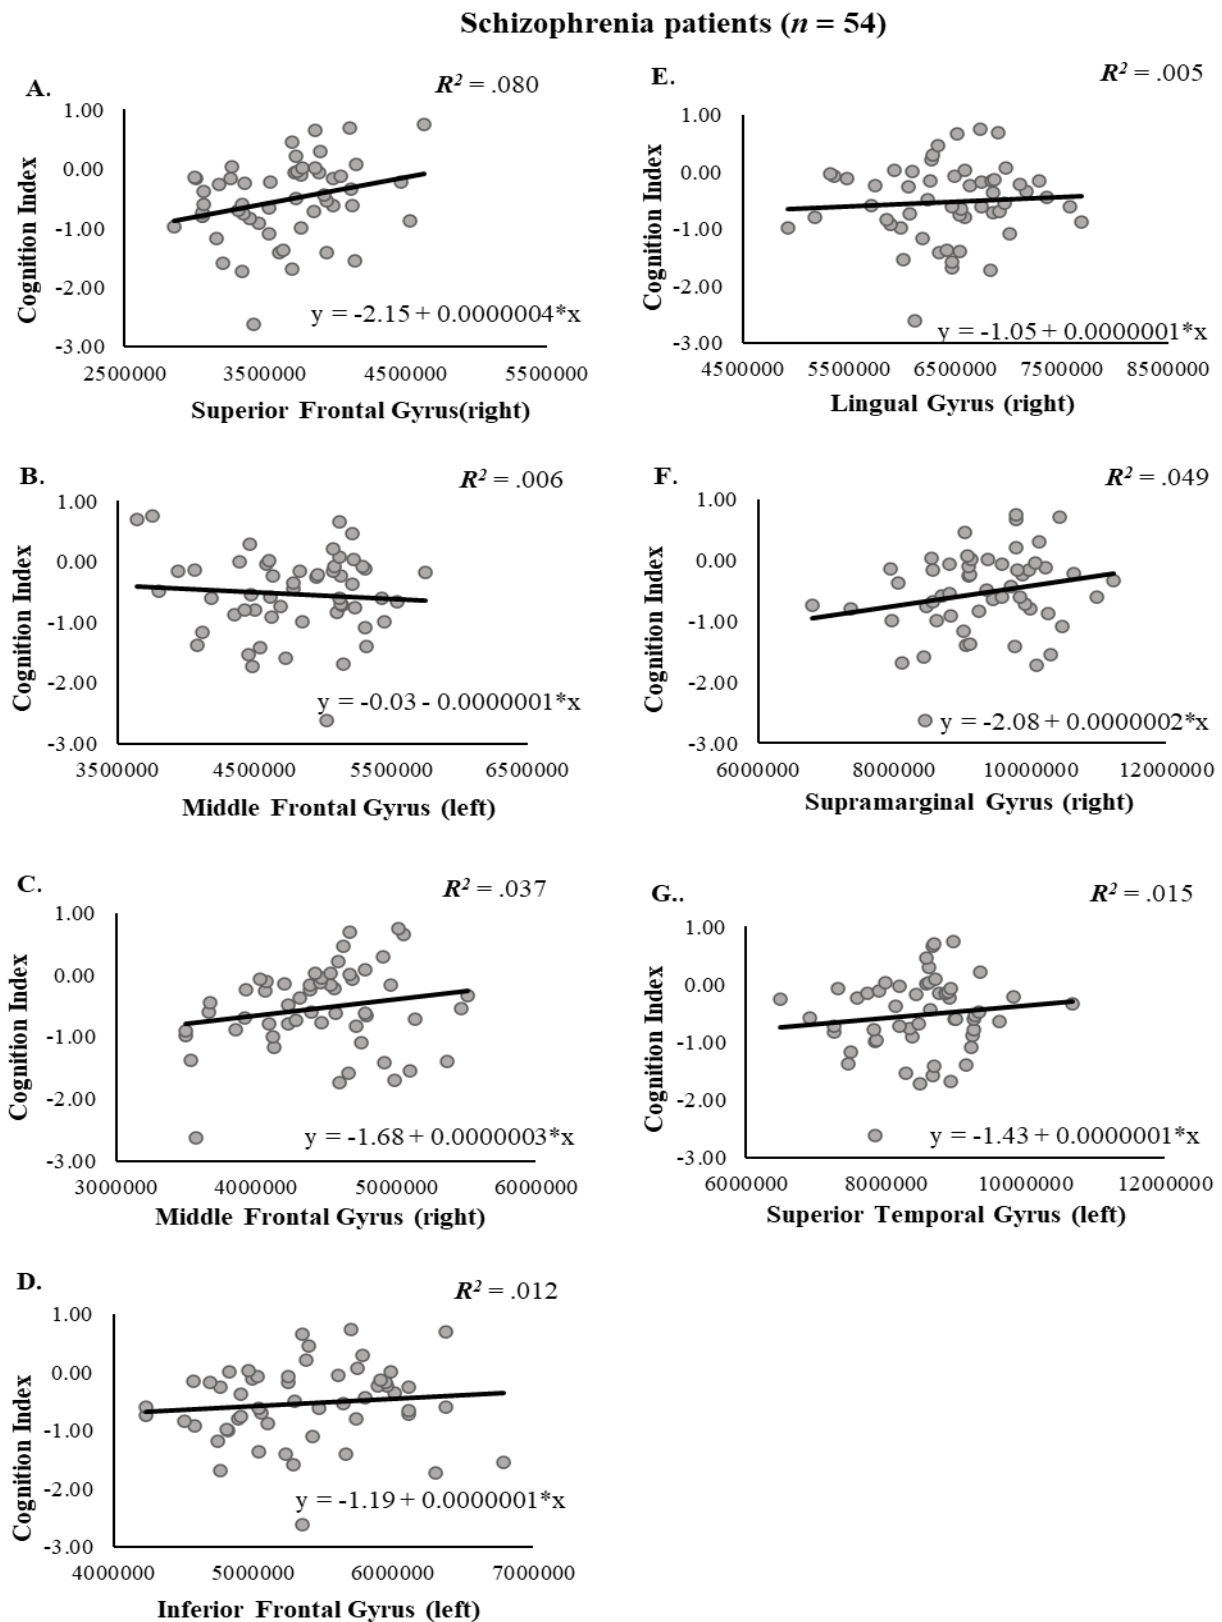 Schizophrenia patients (n = 54)
A.
R² = .080
Cognition Index
1.00
0.00
-1.00
-2.00
-3.00
y = -2.15 + 0.0000004*x
2500000 3500000 4500000 5500000
Superior Frontal Gyrus(right)
B.
R² = .006
Cognition Index
1.00
0.00
-1.00
-2.00
-3.00
y = -0.03 - 0.0000001*x
3500000 4500000 5500000 6500000
Middle Frontal Gyrus (left)
C.
R² = .037
Cognition Index
1.00
0.00
-1.00
-2.00
-3.00
y = -1.68 + 0.0000003*x
3000000 4000000 5000000 6000000
Middle Frontal Gyrus (right)
D.
R² = .012
Cognition Index
1.00
0.00
-1.00
-2.00
-3.00
y = -1.19 + 0.0000001*x
4000000 5000000 6000000 7000000
Inferior Frontal Gyrus (left)
E.
R² = .005
Cognition Index
1.00
0.00
-1.00
-2.00
-3.00
y = -1.05 + 0.0000001*x
4500000 5500000 6500000 7500000 8500000
Lingual Gyrus (right)
F.
R² = .049
Cognition Index
1.00
0.00
-1.00
-2.00
-3.00
y = -2.08 + 0.0000002*x
6000000 8000000 10000000 12000000
Supramarginal Gyrus (right)
G..
R² = .015
Cognition Index
1.00
0.00
-1.00
-2.00
-3.00
y = -1.43 + 0.0000001*x
6000000 8000000 10000000 12000000
Superior Temporal Gyrus (left)